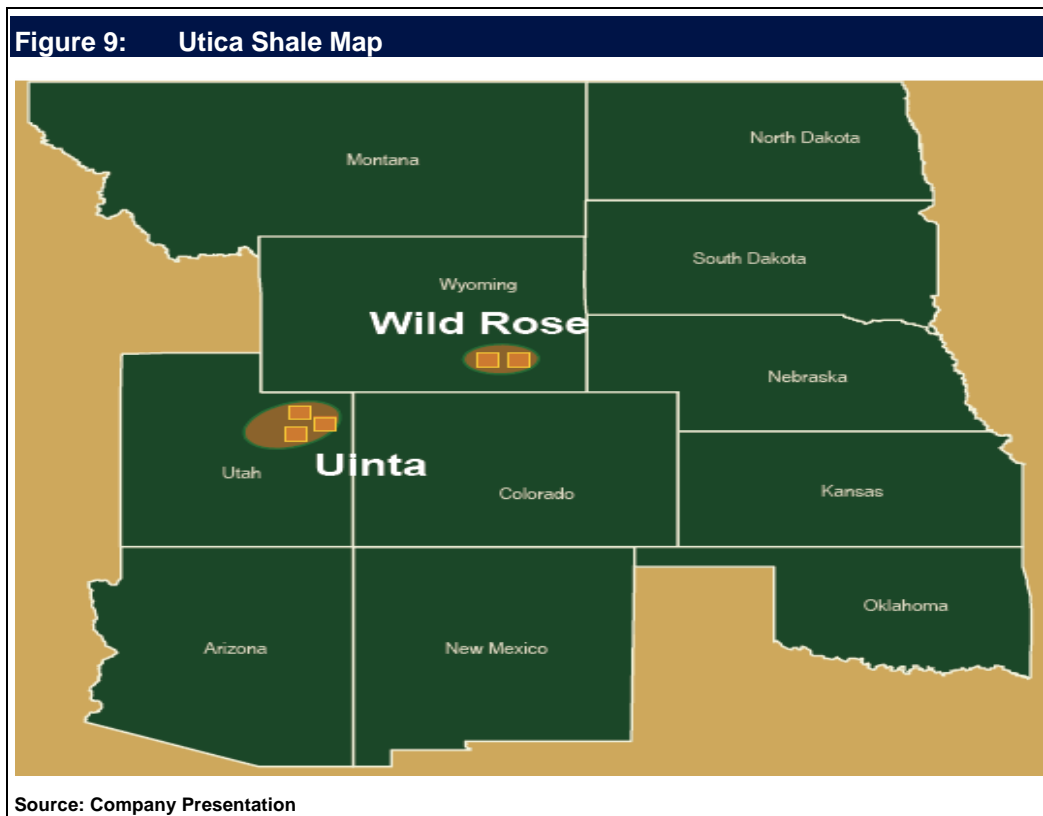 Figure 9: Utica Shale Map
North Dakota
Montana
South Dakota
Wyoming
Wild Rose
Nebraska
Uinta
Utah
Colorado
Kansas
Oklahoma
Arizona
New Mexico
Source: Company Presentation